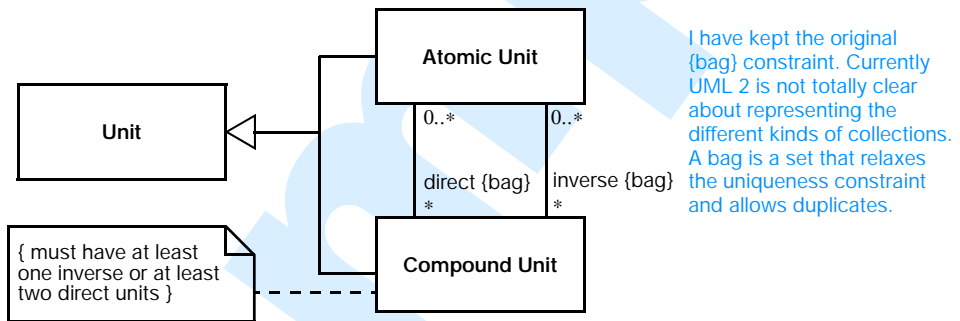 Atomic Unit
Unit
0..*
0..*
direct {bag}
inverse {bag}
*
*
Compound Unit
{ must have at least
one inverse or at least
two direct units }
I have kept the original
{bag} constraint. Currently
UML 2 is not totally clear
about representing the
different kinds of collections.
A bag is a set that relaxes
the uniqueness constraint
and allows duplicates.